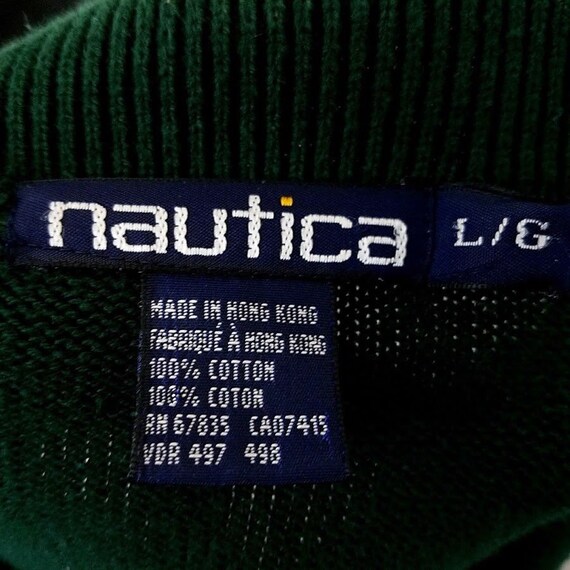 nautica L/G
MADE IN HONG KONG
FABRIQUÉ À HONG KONG
100% COTTON
100% COTON
RN 67835 CA07415
VDR 497 498